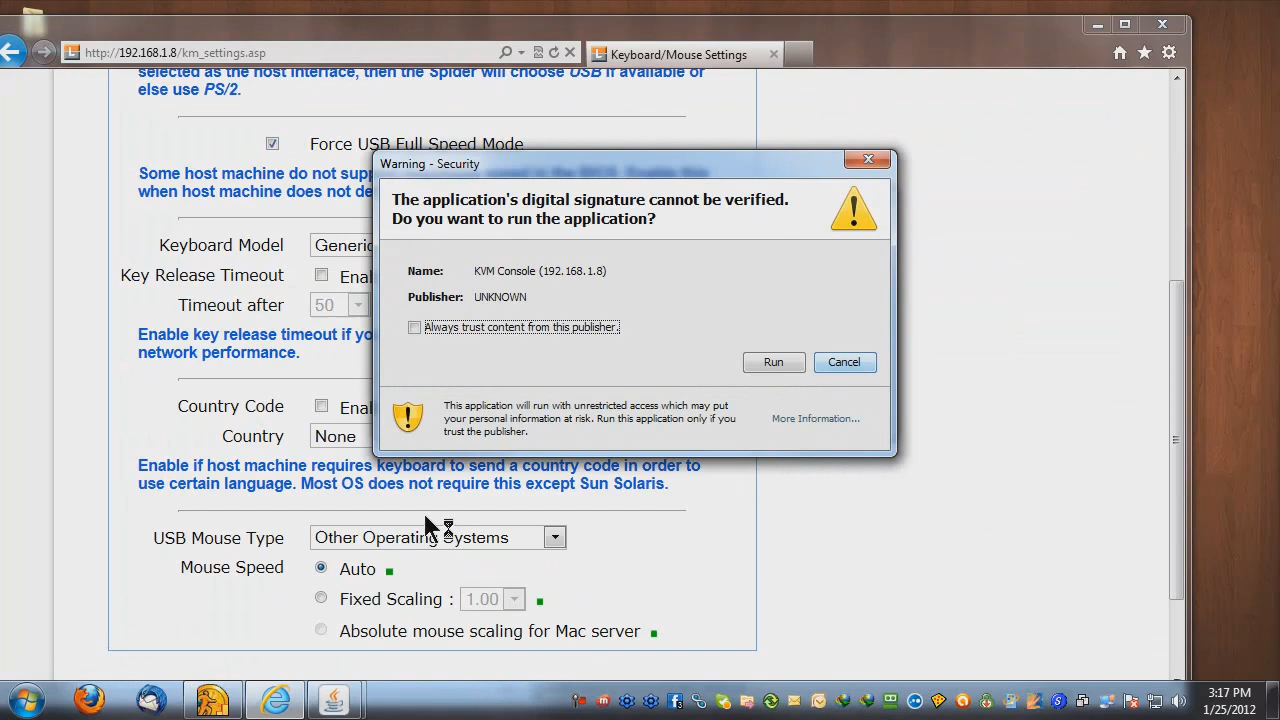 http://192.168.1.8/km_settings.asp
Keyboard/Mouse Settings
selected as the host interface, then the Spider will choose USB if available or
else use PS/2.
Force USB Full Speed Mode
Some host machine do not
when host machine does not
Keyboard Model
Generic
Key Release Timeout
Timeout after
50
Enable key release timeout if
network performance.
Country Code
Country
None
Enable if host machine requires keyboard to send a country code in order to
use certain language. Most OS does not require this except Sun Solaris.
USB Mouse Type
Other Operating Systems
Mouse Speed
Auto
Fixed Scaling :
1.00
Absolute mouse scaling for Mac server
Warning - Security
The application's digital signature cannot be verified.
Do you want to run the application?
Name:
KVM Console (192.168.1.8)
Publisher:
UNKNOWN
Always trust content from this publisher.
Run
Cancel
This application will run with unrestricted access which may put
your personal information at risk. Run this application only if you
trust the publisher.
More Information...
3:17 PM
1/25/2012